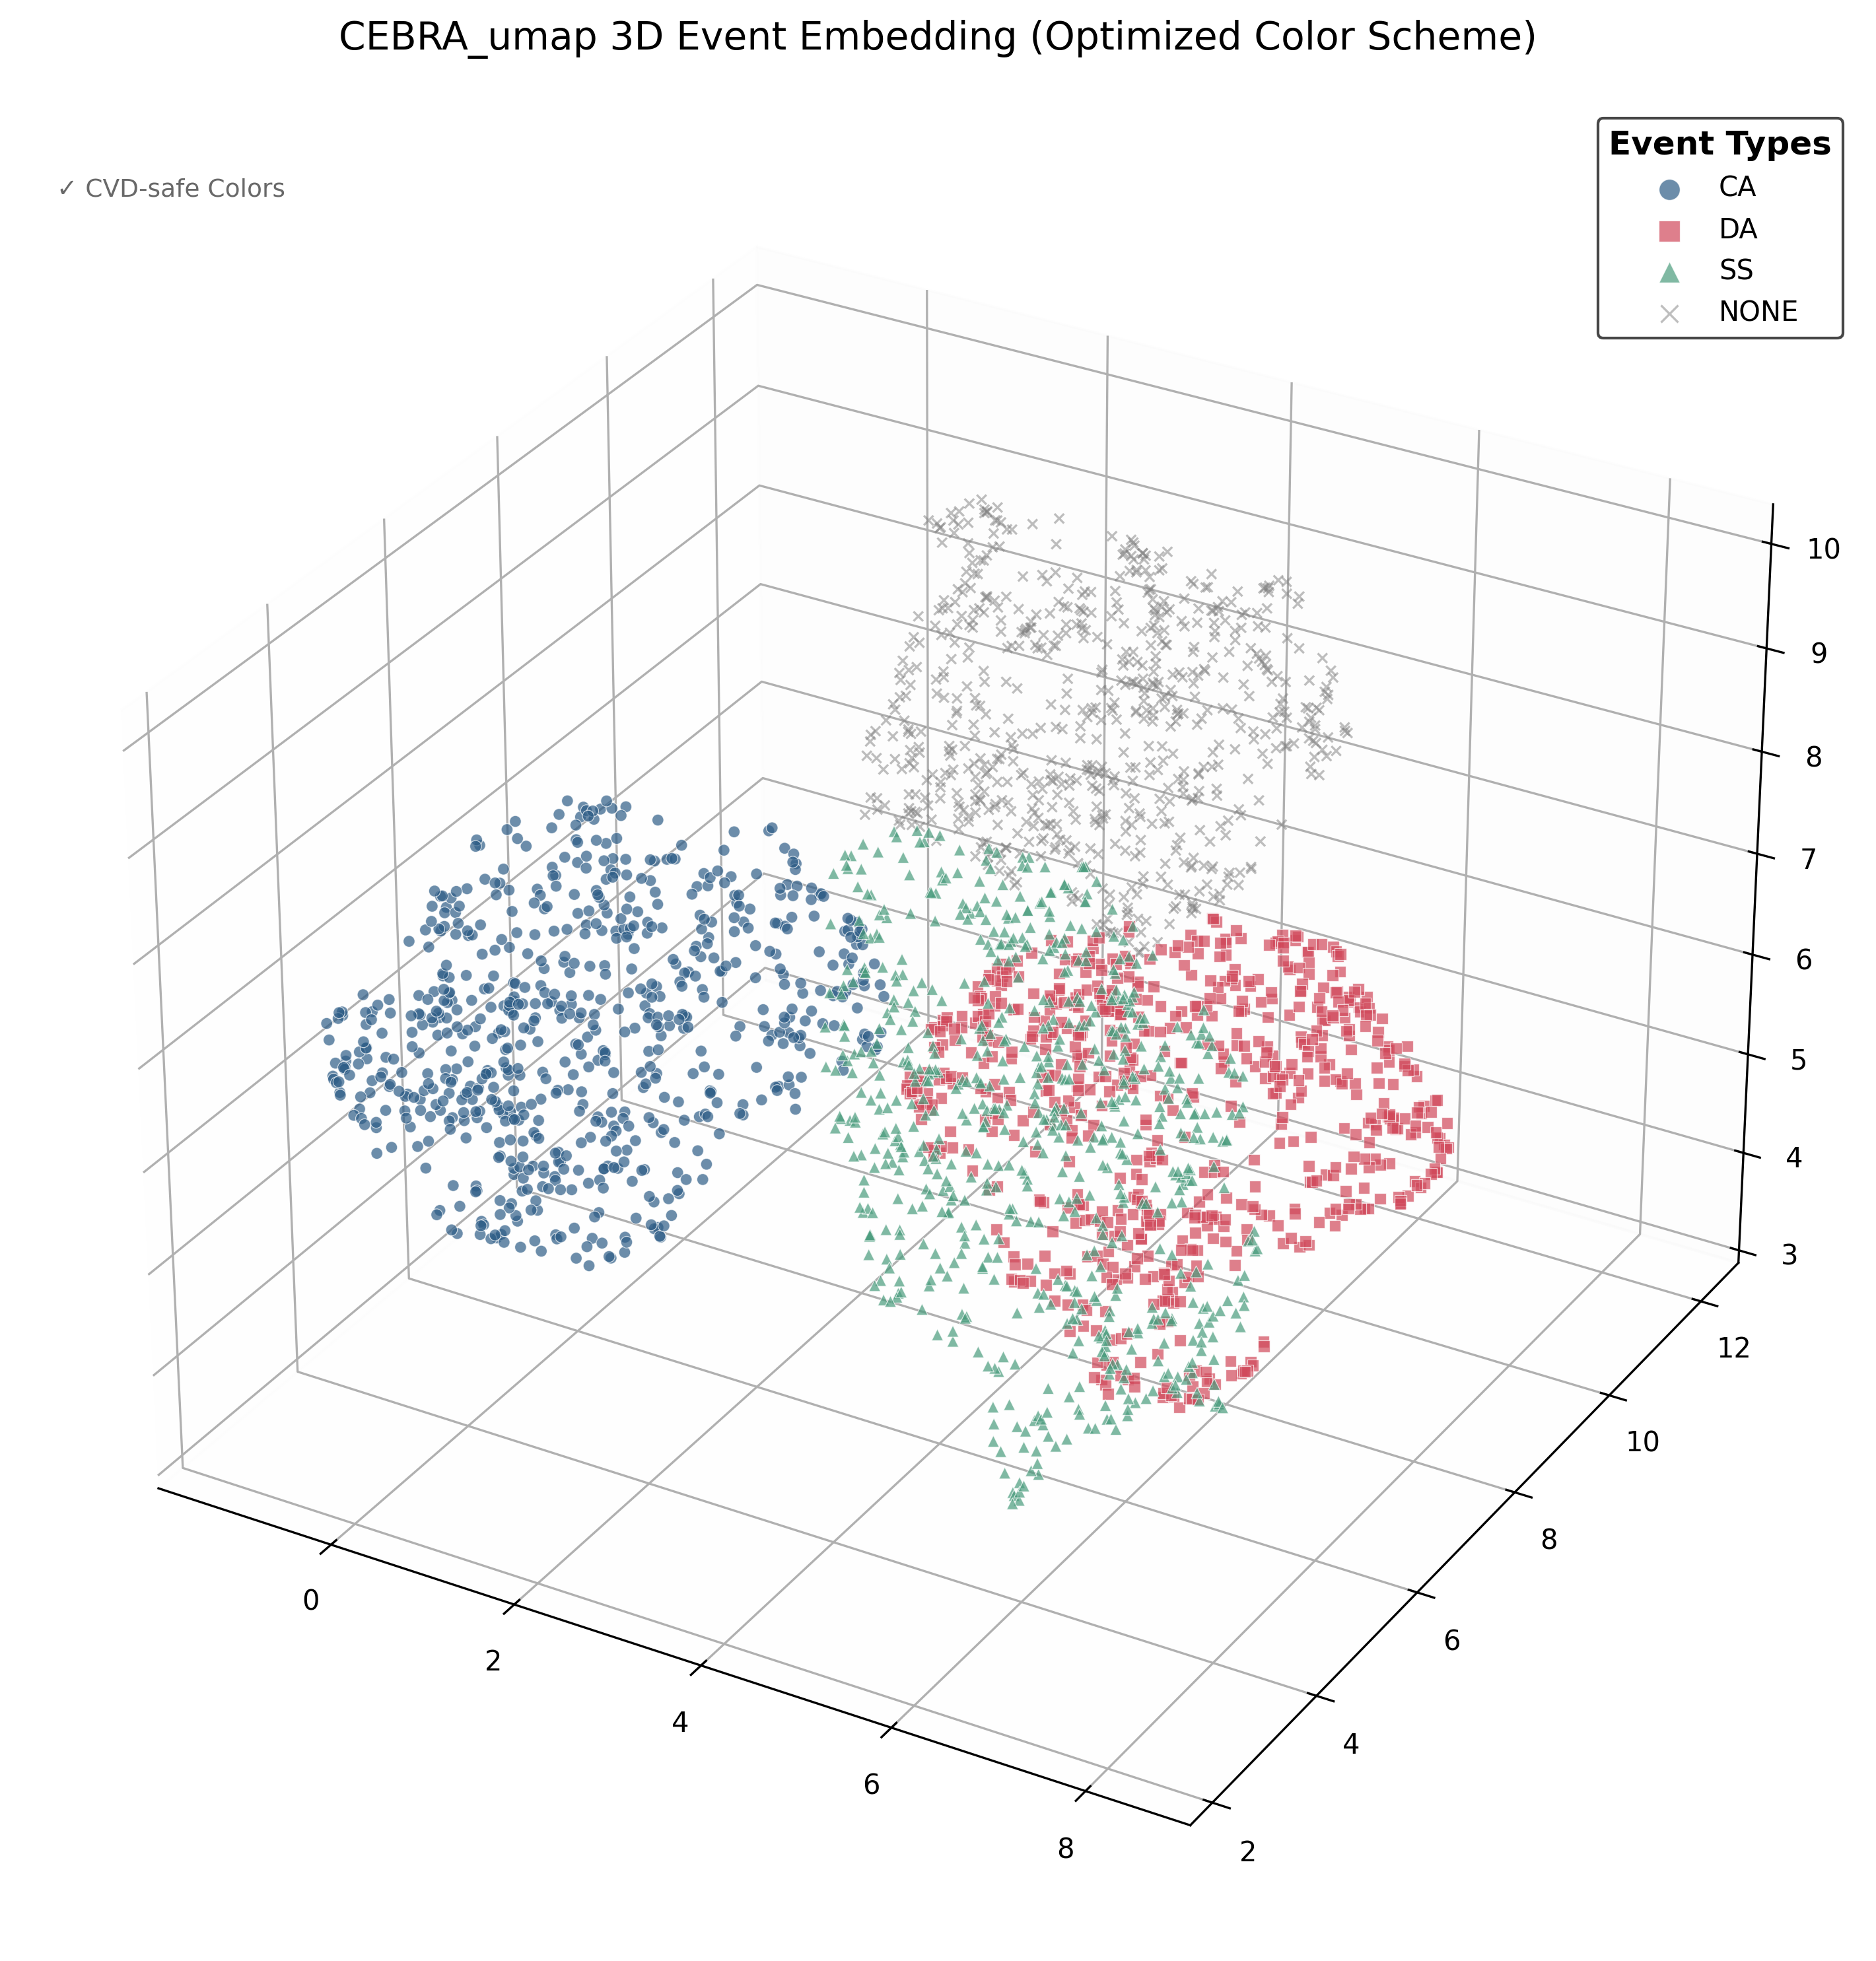 CEBRA_umap 3D Event Embedding (Optimized Color Scheme)
✓ CVD-safe Colors
Event Types
CA
DA
SS
NONE
10
9
8
7
6
5
4
3
12
10
8
6
4
2
0
2
4
6
8